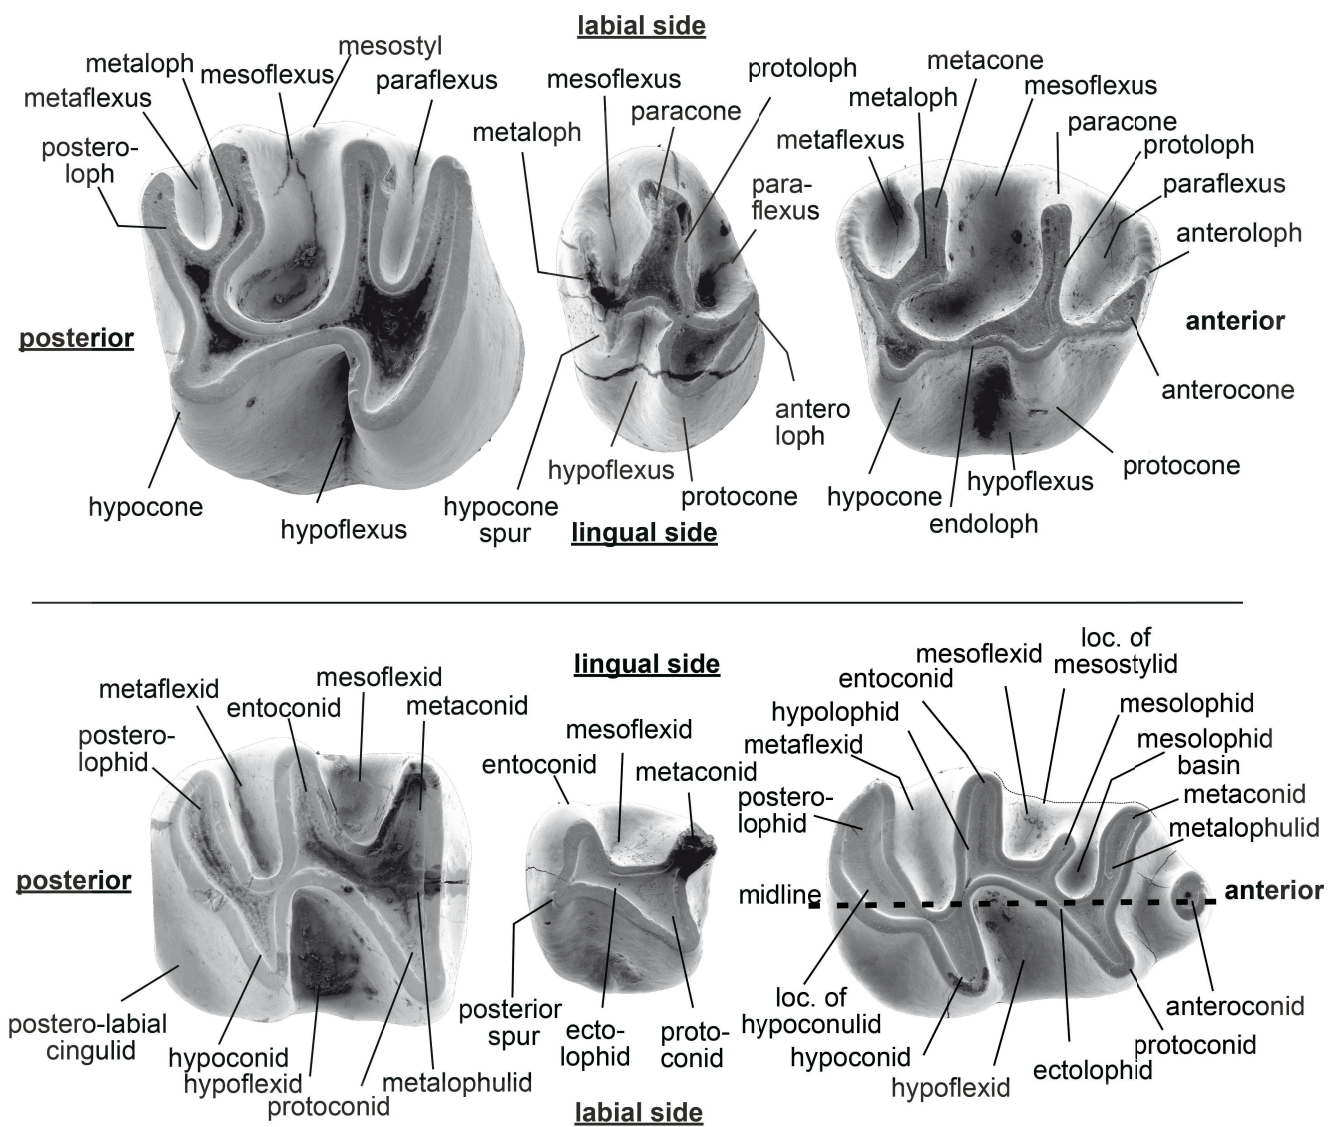 labial side
mesostyl
metaloph
mesoflexus
paraflexus
metaflexus
postero-
loph
posterior
hypocone
hypoflexus
mesoflexus
protoloph
paracone
metaloph
para-
flexus
antero
loph
hypoflexus
hypocone
spur
protocone
lingual side
metacone
metaloph
mesoflexus
paracone
metaflexus
protoloph
paraflexus
anteroloph
anterior
anterocone
protocone
hypocone
hypoflexus
endoloph
lingual side
mesoflexid
metaflexid
entoconid
metaconid
postero-
lophid
posterior
postero-labial
cingulid
hypoconid
hypoflexid
protoconid
metalophulid
mesoflexid
entoconid
metaconid
posterior
spur
ecto-
lophid
proto-
conid
labial side
loc. of
mesostylid
mesoflexid
entoconid
mesolophid
hypolophid
mesolophid
basin
metaflexid
metaconid
postero-
lophid
metalophulid
midline
anterior
loc. of
hypoconulid
anteroconid
hypoconid
protoconid
ectolophid
hypoflexid